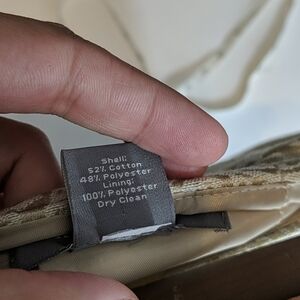 Shell:
52% Cotton
48% Polyester
Lining:
100% Polyester
Dry Clean